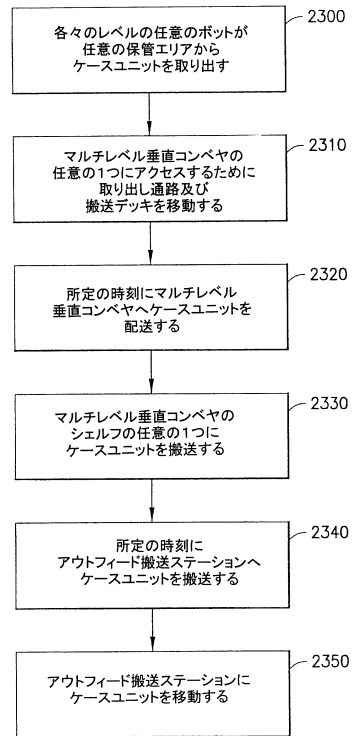 各々のレベルの任意のボットが
任意の保管エリアから
ケースユニットを取り出す
2300
マルチレベル垂直コンベヤの
任意の1つにアクセスするために
取り出し通路及び
搬送デッキを移動する
2310
所定の時刻にマルチレベル
垂直コンベヤへケースユニットを
配送する
2320
マルチレベル垂直コンベヤの
シェルフの任意の1つに
ケースユニットを搬送する
2330
所定の時刻に
アウトフィード搬送ステーションへ
ケースユニットを搬送する
2340
アウトフィード搬送ステーションに
ケースユニットを移動する
2350